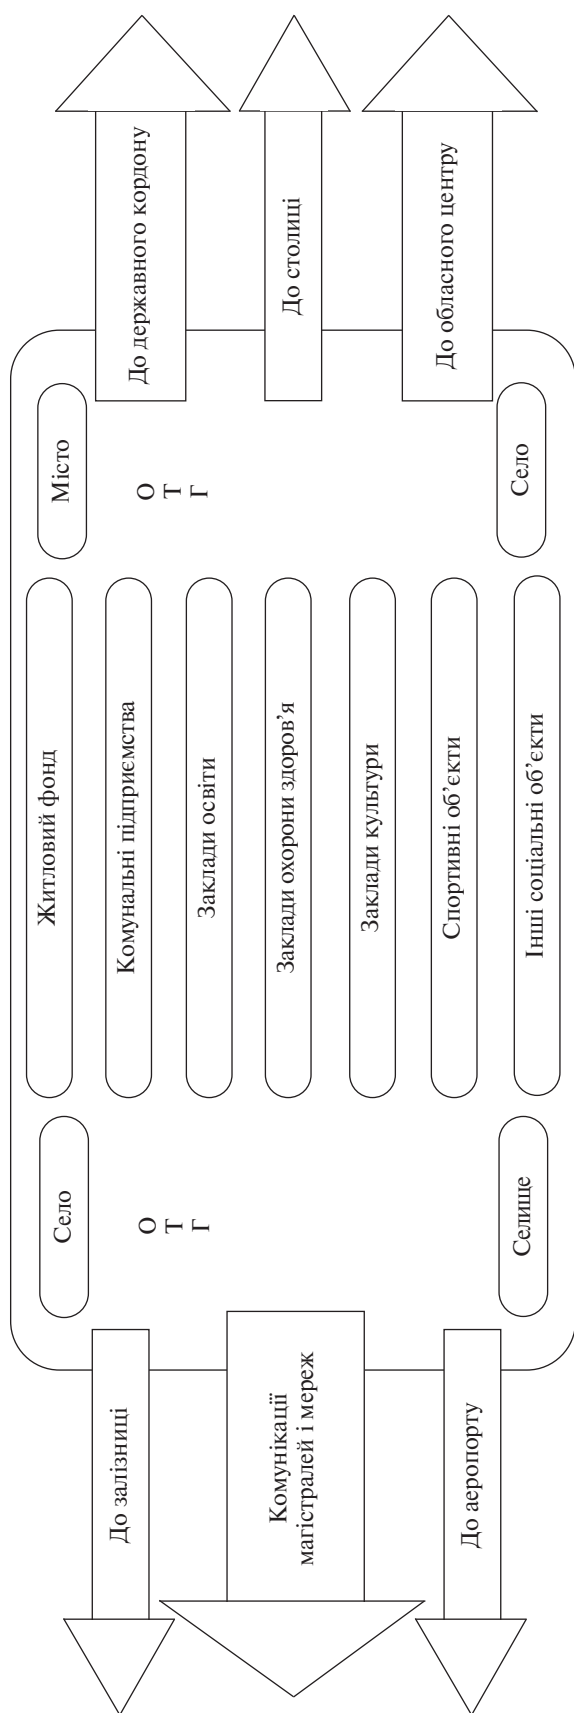 До залізниці
Комунікації
магістралей і мереж
До аеропорту
Село
О
Т
Г
Селище
Житловий фонд
Комунальні підприємства
Заклади освіти
Заклади охорони здоров’я
Заклади культури
Спортивні об’єкти
Інші соціальні об’єкти
Місто
О
Т
Г
Село
До державного кордону
До столиці
До обласного центру